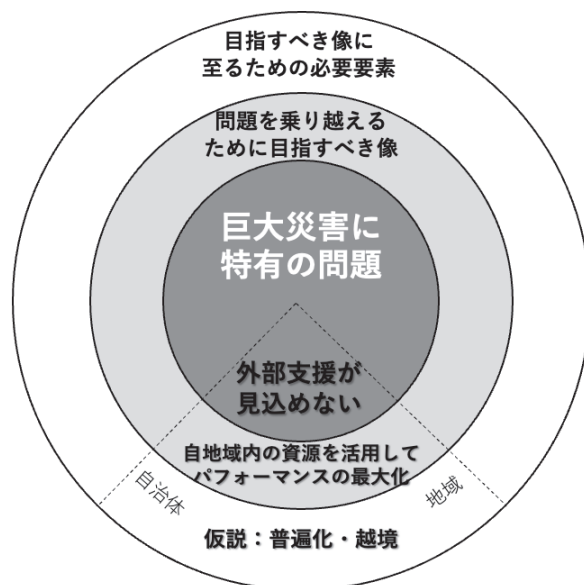 目指すべき像に
至るための必要要素
問題を乗り越える
ために目指すべき像
巨大災害に
特有の問題
外部支援が
見込めない
自地域内の資源を活用して
パフォーマンスの最大化
自治体
地域
仮説：普遍化・越境